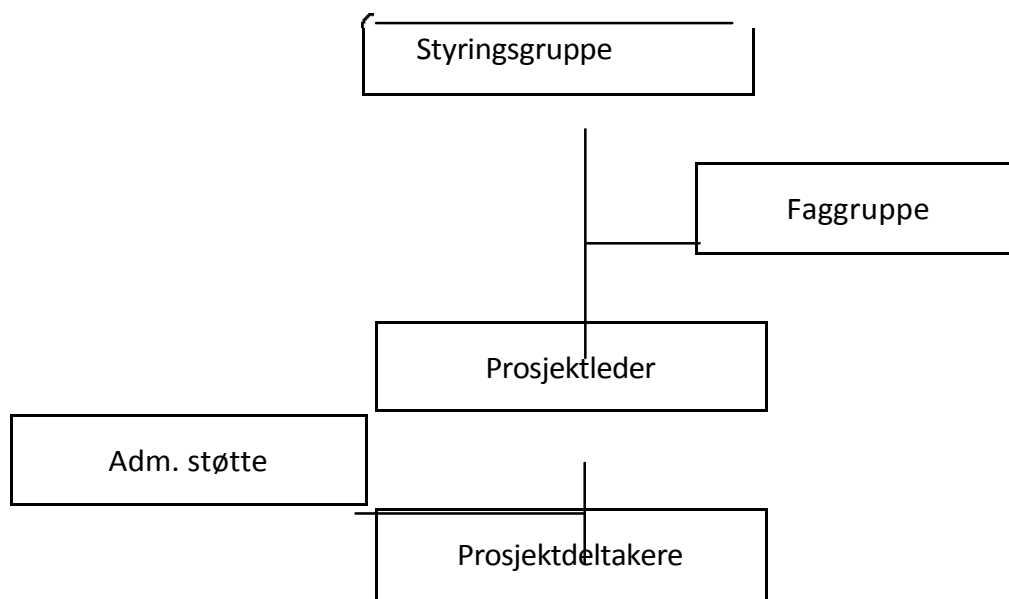 Styringsgruppe
Faggruppe
Prosjektleder
Adm. støtte
Prosjektdeltakere